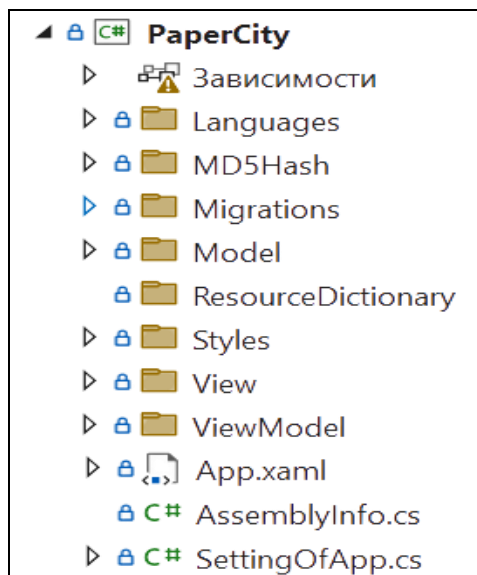 C# PaperCity
Зависимости
Languages
MD5Hash
Migrations
Model
ResourceDictionary
Styles
View
ViewModel
App.xaml
C# AssemblyInfo.cs
C# SettingOfApp.cs